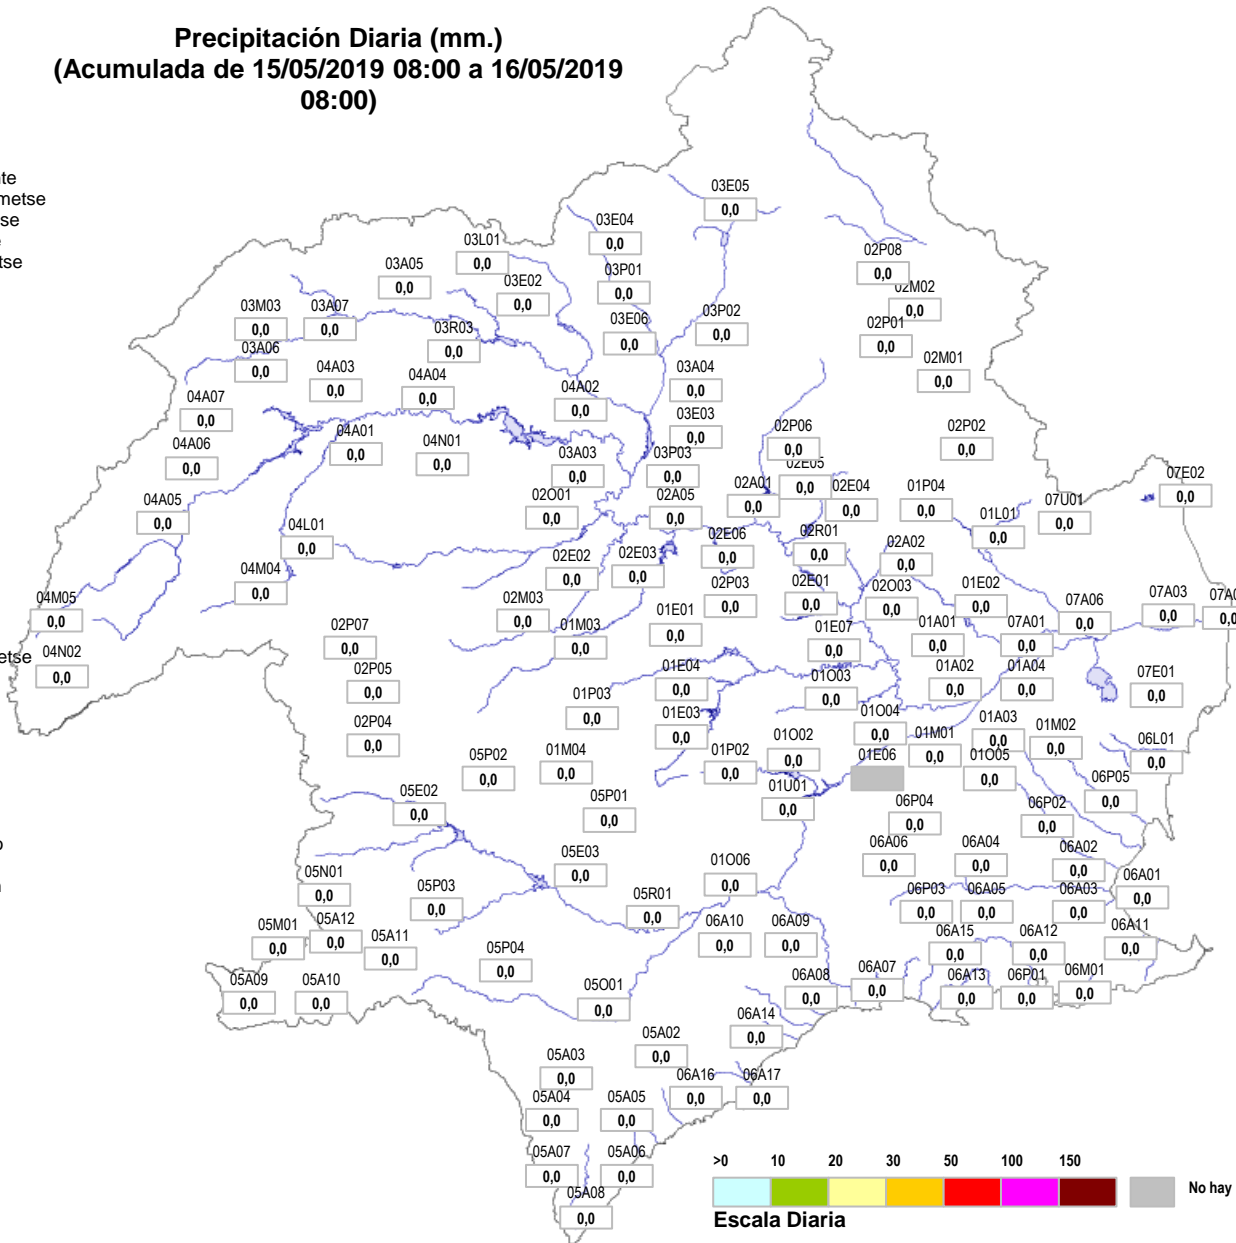 Precipitación Diaria (mm.)
(Acumulada de 15/05/2019 08:00 a 16/05/2019
08:00)
nte
metse
se
e
tse
03E05
0,0
03E04
0,0
03L01
0,0
02P08
0,0
03A05
0,0
03P01
0,0
03E02
0,0
02M02
0,0
03M03
0,0
03A07
0,0
03R03
0,0
03E06
0,0
03P02
0,0
02P01
0,0
03A06
0,0
04A03
0,0
04A04
0,0
03A04
0,0
02M01
0,0
04A07
0,0
04A02
0,0
03E03
0,0
04A01
0,0
04N01
0,0
02P06
0,0
02P02
0,0
04A06
0,0
03A03
0,0
03P03
0,0
02E05
0,0
07E02
0,0
04A05
0,0
02O01
0,0
02A05
0,0
02A01
0,0
02E04
0,0
01P04
0,0
07U01
0,0
01L01
0,0
04L01
0,0
02E02
0,0
02E03
0,0
02E06
0,0
02R01
0,0
02A02
0,0
04M04
0,0
04M05
0,0
02M03
0,0
02P03
0,0
02E01
0,0
02O03
0,0
01E02
0,0
07A06
0,0
07A03
0,0
07A0
0,0
02P07
0,0
01M03
0,0
01E01
0,0
01E07
0,0
01A01
0,0
07A01
0,0
etse
04N02
0,0
02P05
0,0
01E04
0,0
01O03
0,0
01A02
0,0
01A04
0,0
07E01
0,0
01P03
0,0
01E03
0,0
01O04
0,0
01A03
0,0
01M02
0,0
02P04
0,0
05P02
0,0
01M04
0,0
01P02
0,0
01O02
0,0
01E06
01M01
0,0
01O05
0,0
06L01
0,0
05E02
0,0
05P01
0,0
01U01
0,0
06P04
0,0
06P02
0,0
06P05
0,0
o
05E03
0,0
06A06
0,0
06A04
0,0
06A02
0,0
n
05N01
0,0
05P03
0,0
05R01
0,0
01O06
0,0
06P03
0,0
06A05
0,0
06A03
0,0
06A01
0,0
05M01
0,0
05A12
0,0
05A11
0,0
05P04
0,0
06A10
0,0
06A09
0,0
06A15
0,0
06A12
0,0
06A11
0,0
05A09
0,0
05A10
0,0
05O01
0,0
06A08
0,0
06A07
0,0
06A13
0,0
06P01
0,0
06M01
0,0
05A02
0,0
06A14
0,0
05A03
0,0
06A16
0,0
06A17
0,0
05A04
0,0
05A05
0,0
05A07
0,0
05A06
0,0
05A08
0,0
>0 10 20 30 50 100 150
No hay
Escala Diaria